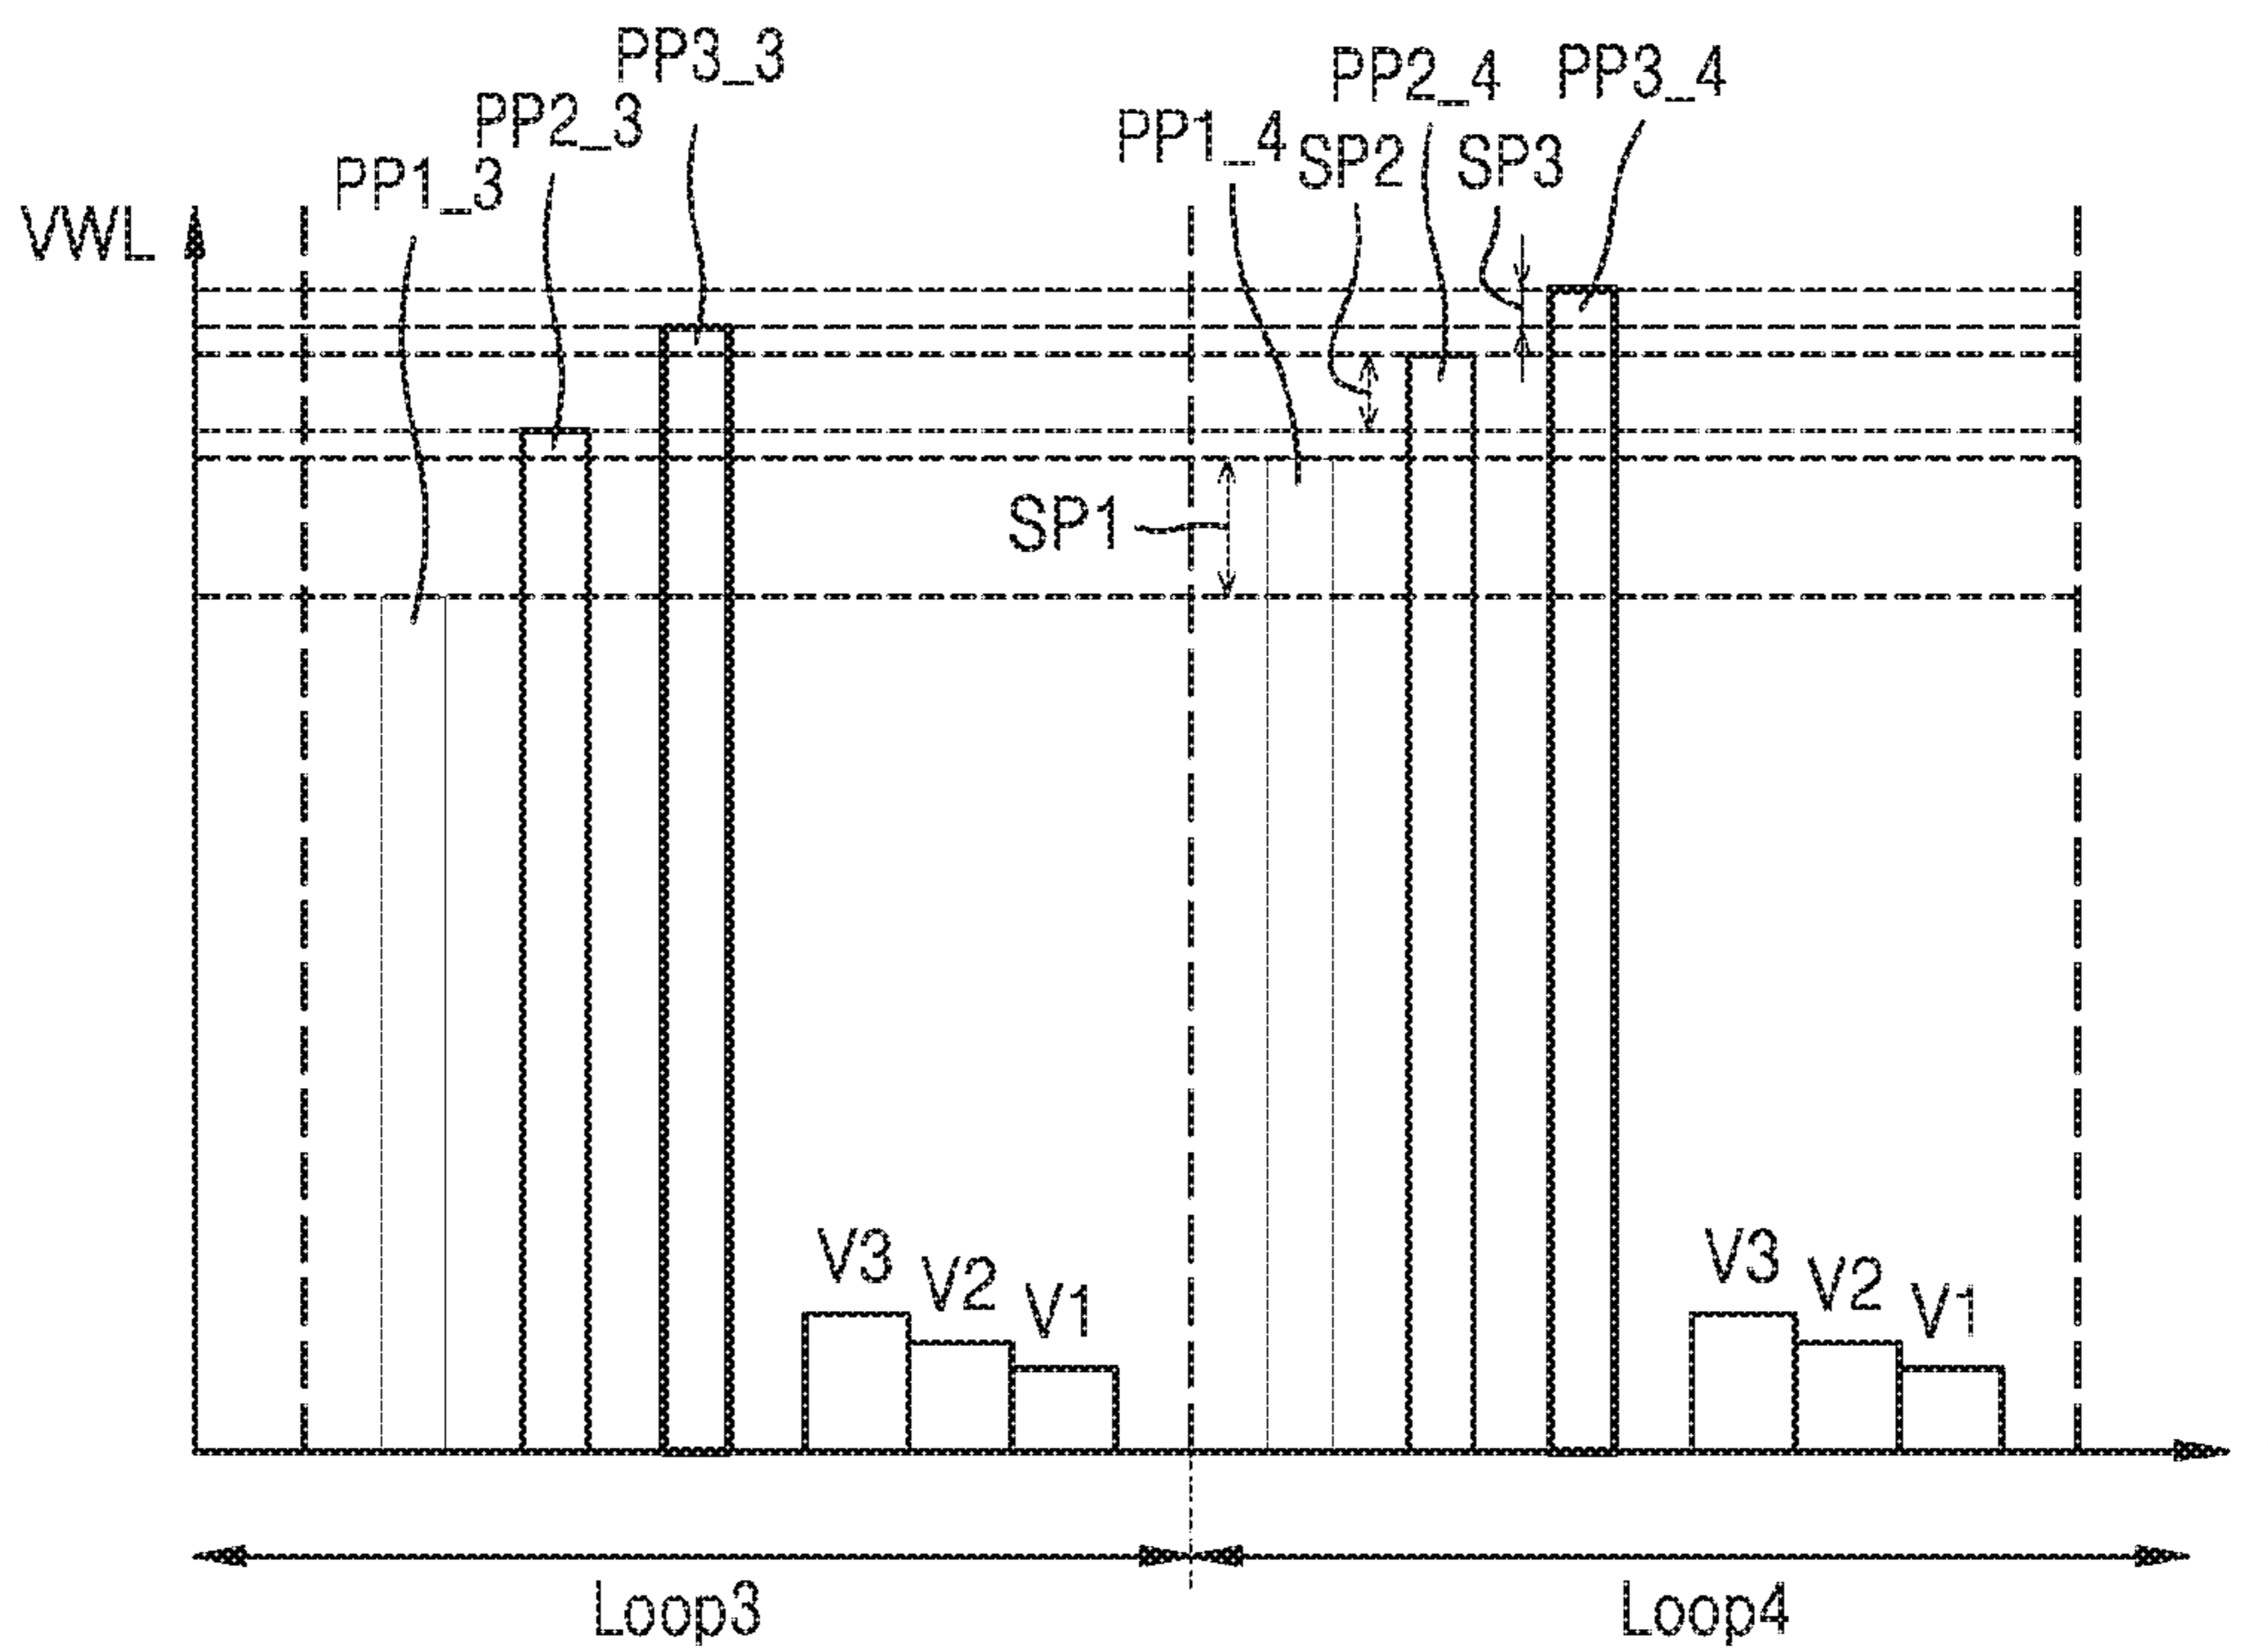 PP3_3
PP2_4
PP3_4
PP2_3
PP1_4
SP2
SP3
PP1_3
VWL
SP1
V3
V2
V1
V3
V2
V1
Loop3
Loop4